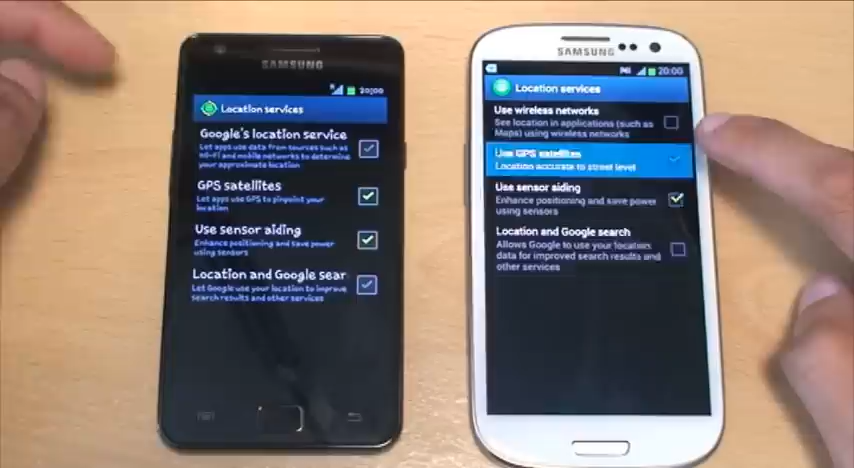 SAMSUNG
20:00
Location services
Google's location service
Let apps use data from sources such as
Wi-Fi and mobile networks to determine
your approximate location
GPS satellites
Let apps use GPS to pinpoint your
location
Use sensor aiding
Enhance positioning and save power
using sensors
Location and Google sear
Let Google use your location to improve
search results and other services
SAMSUNG
20:00
Location services
Use wireless networks
See location in applications (such as
Maps) using wireless networks
Use GPS satellites
Location accurate to street level
Use sensor aiding
Enhance positioning and save power
using sensors
Location and Google search
Allows Google to use your location
data for improved search results and
other services